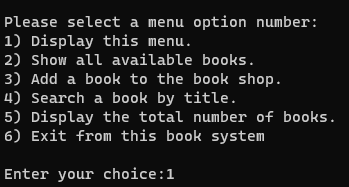 Please select a menu option number:
1) Display this menu.
2) Show all available books.
3) Add a book to the book shop.
4) Search a book by title.
5) Display the total number of books.
6) Exit from this book system
Enter your choice:1